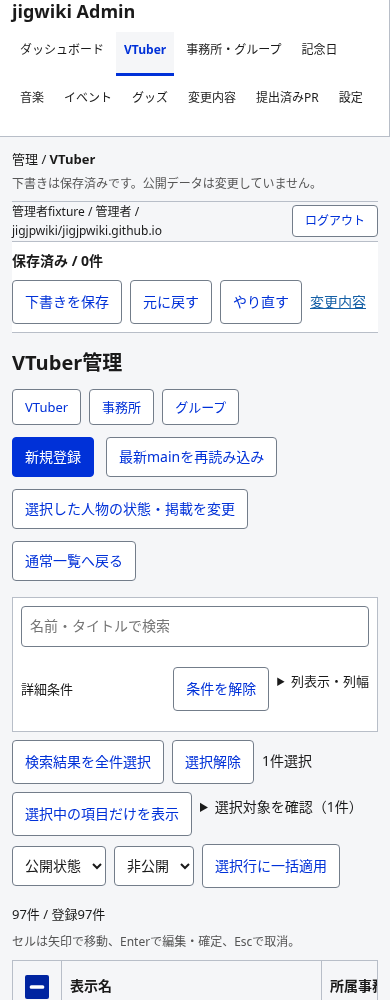 jigwiki Admin
ダッシュボード VTuber 事務所・グループ 記念日
音楽 イベント グッズ 変更内容 提出済みPR 設定
管理 / VTuber
下書きは保存済みです。公開データは変更していません。
管理者fixture / 管理者 /
jigjpwiki/jigjpwiki.github.io
ログアウト
保存済み / 0件
下書きを保存 元に戻す やり直す 変更内容
VTuber管理
VTuber 事務所 グループ
新規登録 最新mainを再読み込み
選択した人物の状態・掲載を変更
通常一覧へ戻る
名前・タイトルで検索
詳細条件 条件を解除 ▶ 列表示・列幅
検索結果を全件選択 選択解除 1件選択
選択中の項目だけを表示 ▶ 選択対象を確認（1件）
公開状態 非公開 選択行に一括適用
97件 / 登録97件
セルは矢印で移動、Enterで編集・確定、Escで取消。
表示名 所属事務